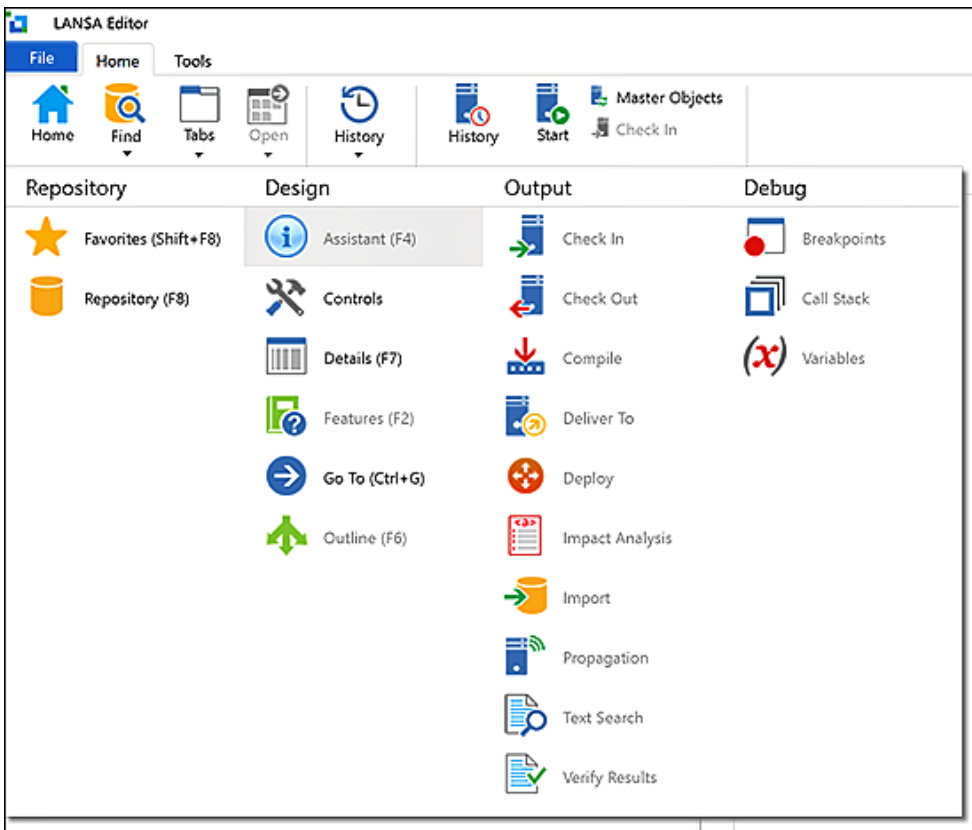 LANSA Editor
File Home Tools
Home Find Tabs Open History History Start Master Objects
Check In
Repository Design Output Debug
Favorites (Shift+F8) Assistant (F4) Check In Breakpoints
Repository (F8) Controls Check Out Call Stack
Details (F7) Compile (x) Variables
Features (F2) Deliver To
Go To (Ctrl+G) Deploy
Outline (F6) Impact Analysis
Import
Propagation
Text Search
Verify Results